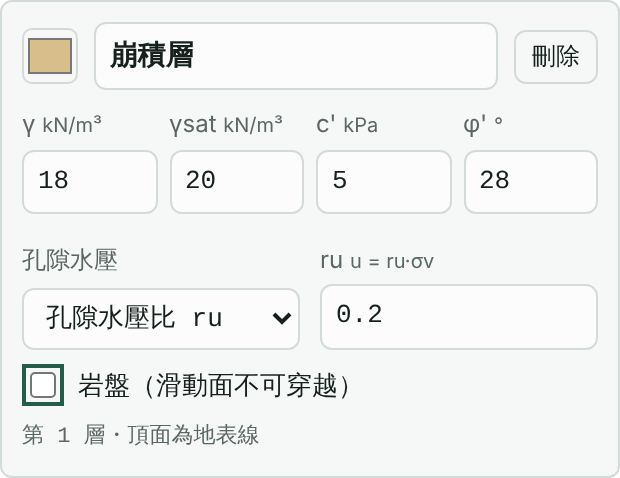 崩積層 刪除
γ kN/m³ γsat kN/m³ c' kPa φ' °
18 20 5 28
孔隙水壓 ru u = ru·σv
孔隙水壓比 ru 0.2
岩盤（滑動面不可穿越）
第 1 層・頂面為地表線